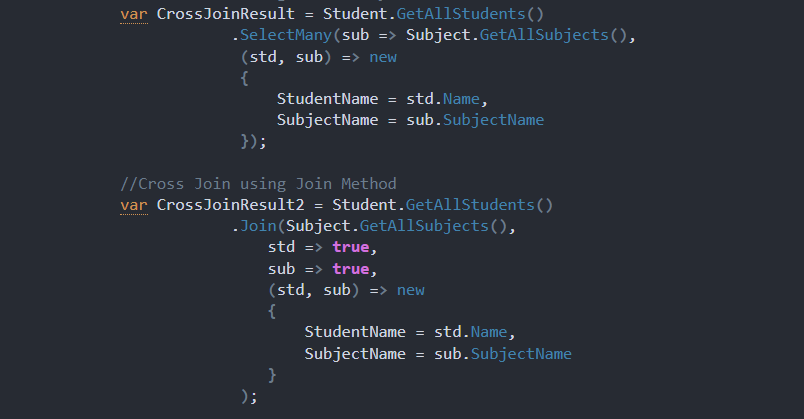 var CrossJoinResult = Student.GetAllStudents()
.SelectMany(sub => Subject.GetAllSubjects(),
(std, sub) => new
{
StudentName = std.Name,
SubjectName = sub.SubjectName
});
//Cross Join using Join Method
var CrossJoinResult2 = Student.GetAllStudents()
.Join(Subject.GetAllSubjects(),
std => true,
sub => true,
(std, sub) => new
{
StudentName = std.Name,
SubjectName = sub.SubjectName
}
);